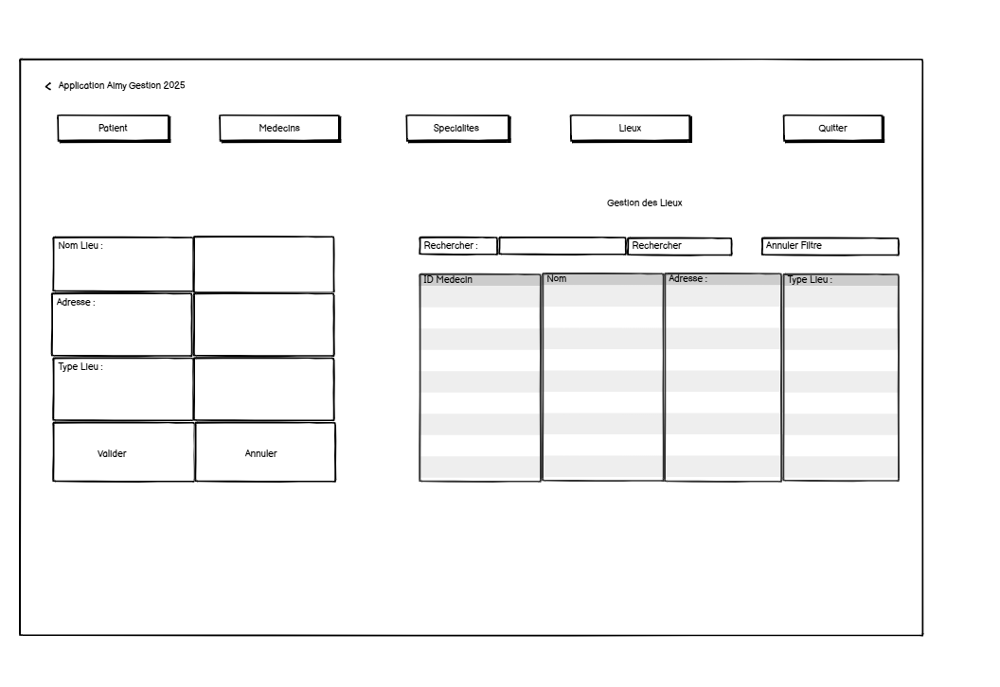 < Application Aimy Gestion 2025
Patient
Medecins
Specialites
Lieux
Quitter
Gestion des Lieux
Nom Lieu :
Adresse :
Type Lieu :
Valider
Annuler
Rechercher :
Rechercher
Annuler Filtre
ID Medecin
Nom
Adresse :
Type Lieu :